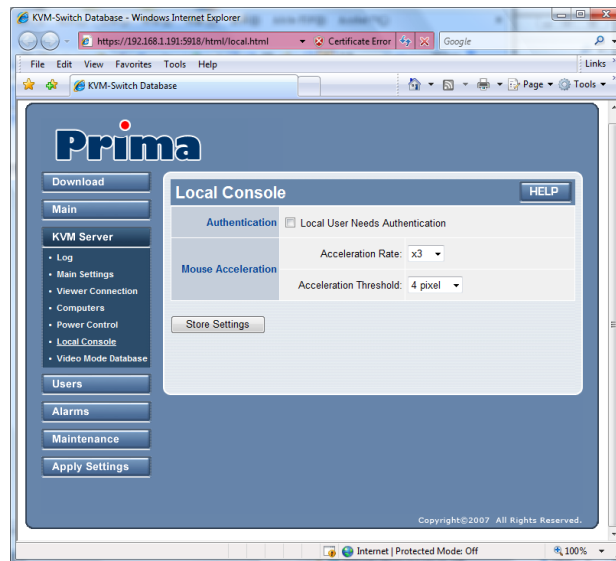 KVM-Switch Database - Windows Internet Explorer
https://192.168.1.191:5918/html/local.html
Certificate Error
Google
File Edit View Favorites Tools Help
Links
KVM-Switch Database
Page
Tools
Prima
Download
Main
KVM Server
• Log
• Main Settings
• Viewer Connection
• Computers
• Power Control
• Local Console
• Video Mode Database
Users
Alarms
Maintenance
Apply Settings
Local Console
HELP
Authentication
Local User Needs Authentication
Mouse Acceleration
Acceleration Rate: x3
Acceleration Threshold: 4 pixel
Store Settings
Copyright©2007 All Rights Reserved.
Internet | Protected Mode: Off
100%